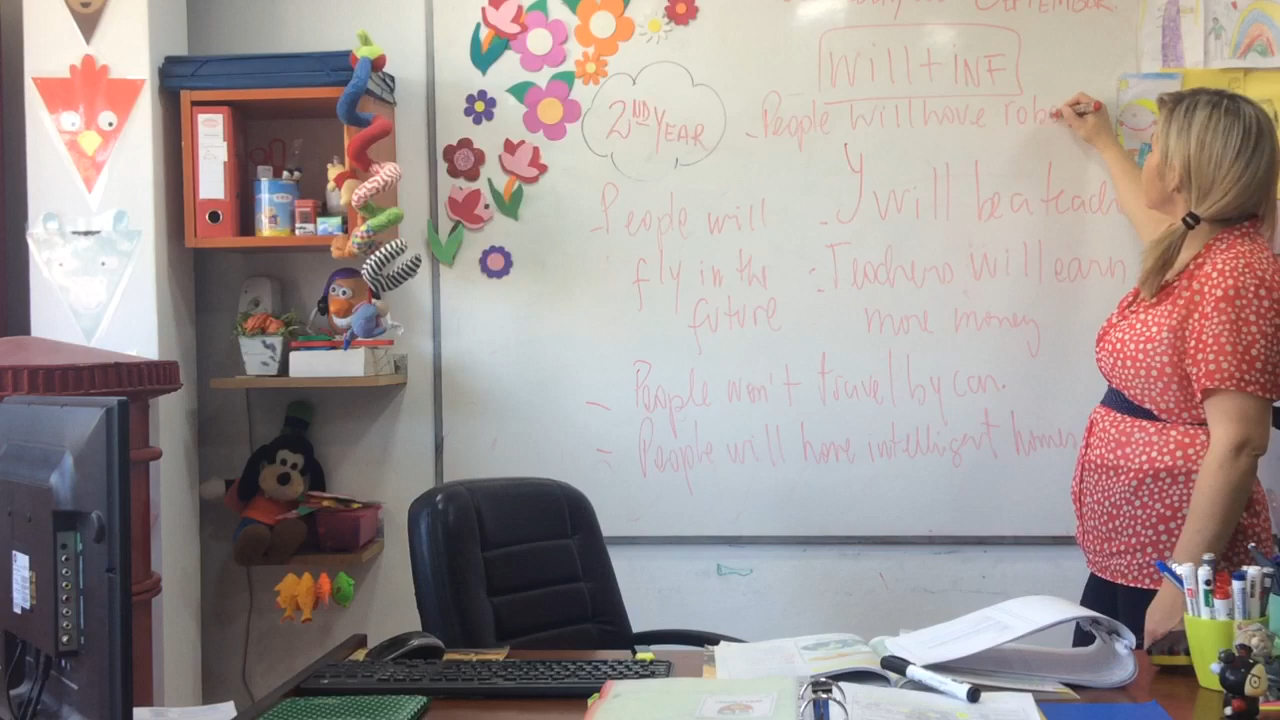 SEPTEMBER.
Will + INF
2ND YEAR
- People will have rob
- Y will be a teach
- People will
fly in the
future
- Teachers will earn
more money
- People won't travel by car.
- People will have intelligent homes